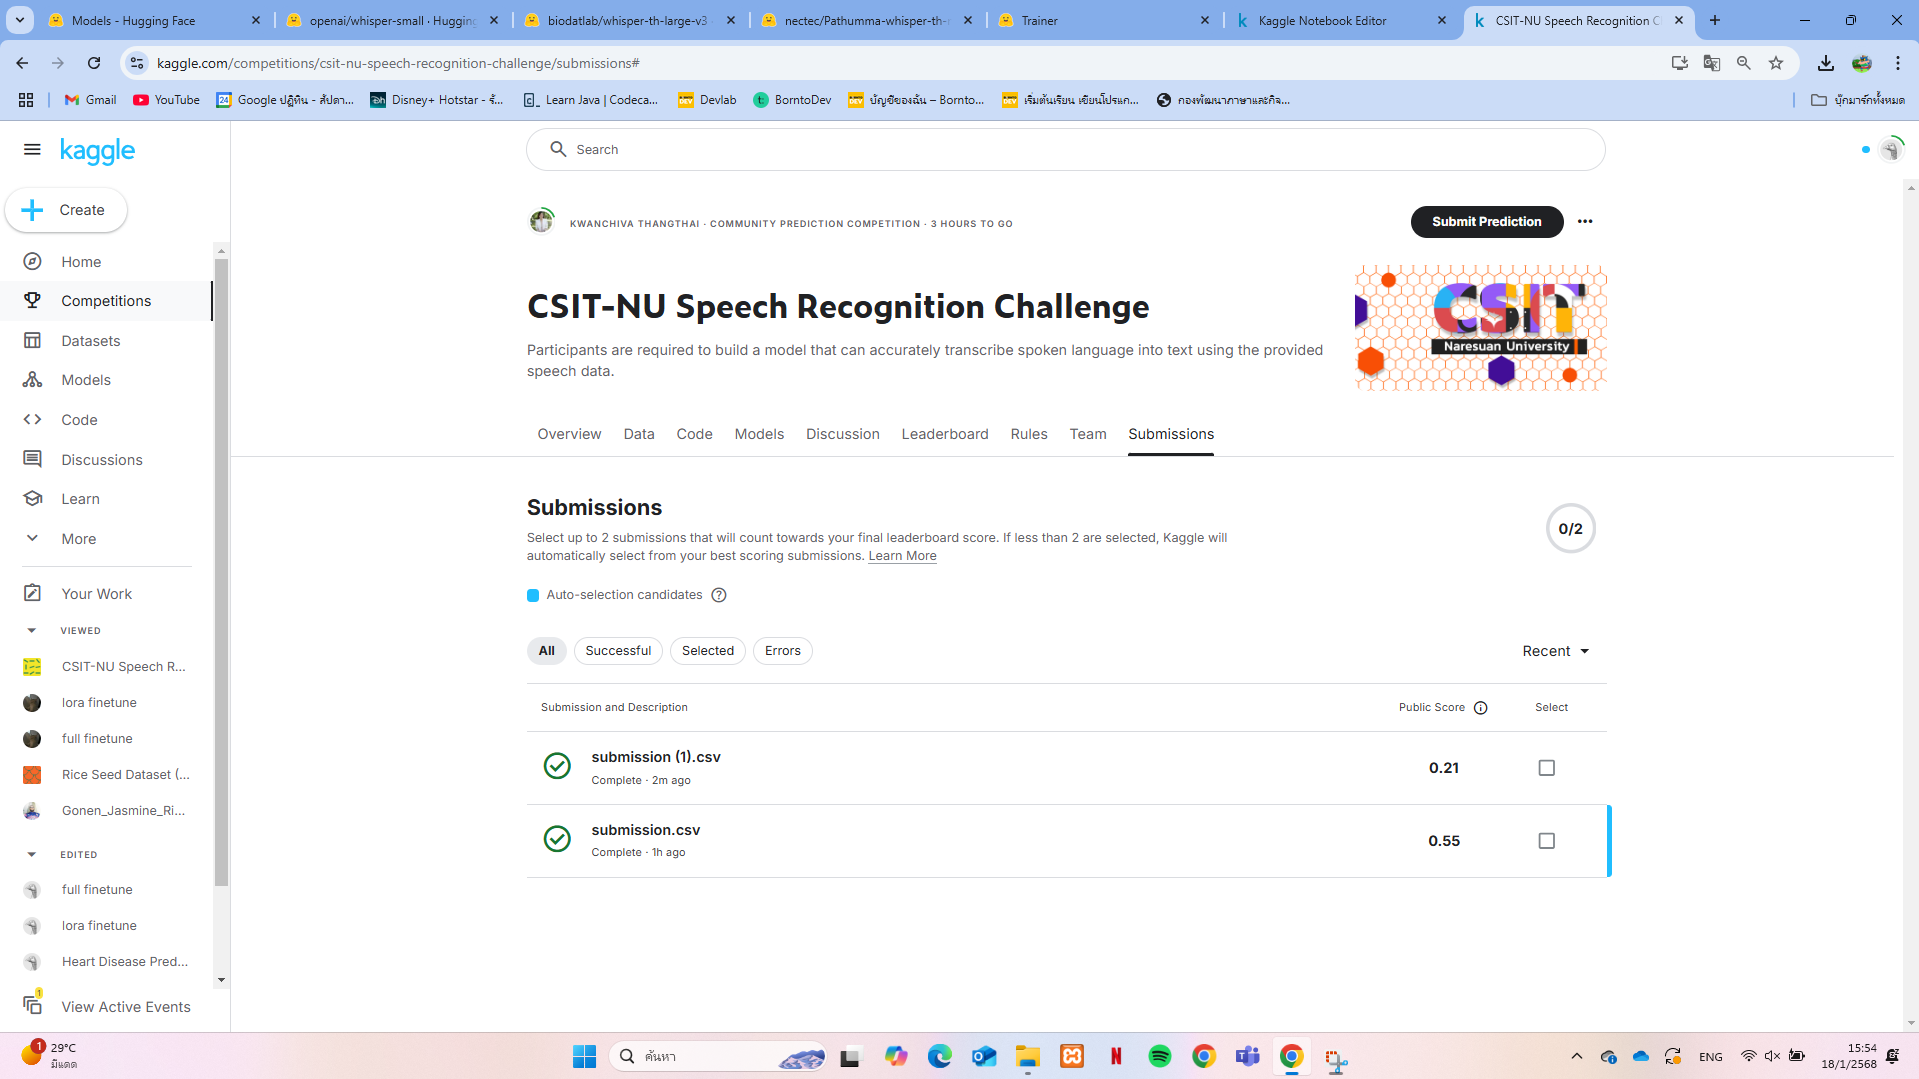 Models - Hugging Face
openai/whisper-small · Hugging
biodatlab/whisper-th-large-v3 ·
nectec/Pathumma-whisper-th-
Trainer
Kaggle Notebook Editor
CSIT-NU Speech Recognition C
kaggle.com/competitions/csit-nu-speech-recognition-challenge/submissions#
Gmail
YouTube
24
Google ปฏิทิน - สัปดา...
Disney+ Hotstar - ร้...
Learn Java | Codeca...
Devlab
BorntoDev
บัญชีของฉัน – Bornto...
เริ่มต้นเรียน เขียนโปรแก...
กองพัฒนาภาษาและกิจ...
บุ๊กมาร์กทั้งหมด
kaggle
Search
Create
KWANCHIVA THANGTHAI · COMMUNITY PREDICTION COMPETITION · 3 HOURS TO GO
Submit Prediction
Home
Competitions
Datasets
Models
Code
Discussions
Learn
More
Your Work
VIEWED
CSIT-NU Speech R...
lora finetune
full finetune
Rice Seed Dataset (...
Gonen_Jasmine_Ri...
EDITED
full finetune
lora finetune
Heart Disease Pred...
1
View Active Events
CSIT-NU Speech Recognition Challenge
Participants are required to build a model that can accurately transcribe spoken language into text using the provided
speech data.
CSIT
Naresuan University
Overview
Data
Code
Models
Discussion
Leaderboard
Rules
Team
Submissions
Submissions
Select up to 2 submissions that will count towards your final leaderboard score. If less than 2 are selected, Kaggle will
automatically select from your best scoring submissions. Learn More
0/2
Auto-selection candidates
All
Successful
Selected
Errors
Recent
Submission and Description
Public Score
Select
submission (1).csv
Complete · 2m ago
0.21
submission.csv
Complete · 1h ago
0.55
1
29°C
มีแดด
ค้นหา
ENG
15:54
18/1/2568